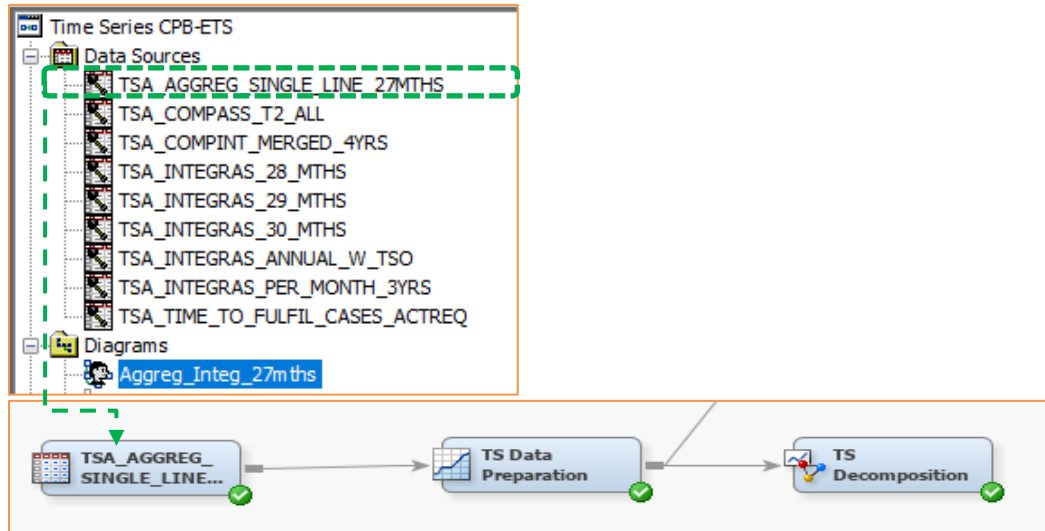 Time Series CPB-ETS
Data Sources
TSA_AGGREG_SINGLE_LINE_27MTHS
TSA_COMPASS_T2_ALL
TSA_COMPINT_MERGED_4YRS
TSA_INTEGRAS_28_MTHS
TSA_INTEGRAS_29_MTHS
TSA_INTEGRAS_30_MTHS
TSA_INTEGRAS_ANNUAL_W_TSO
TSA_INTEGRAS_PER_MONTH_3YRS
TSA_TIME_TO_FULFIL_CASES_ACTREQ
Diagrams
Aggreg_Integ_27mths
TSA_AGGREG_
SINGLE_LINE...
TS Data
Preparation
TS
Decomposition